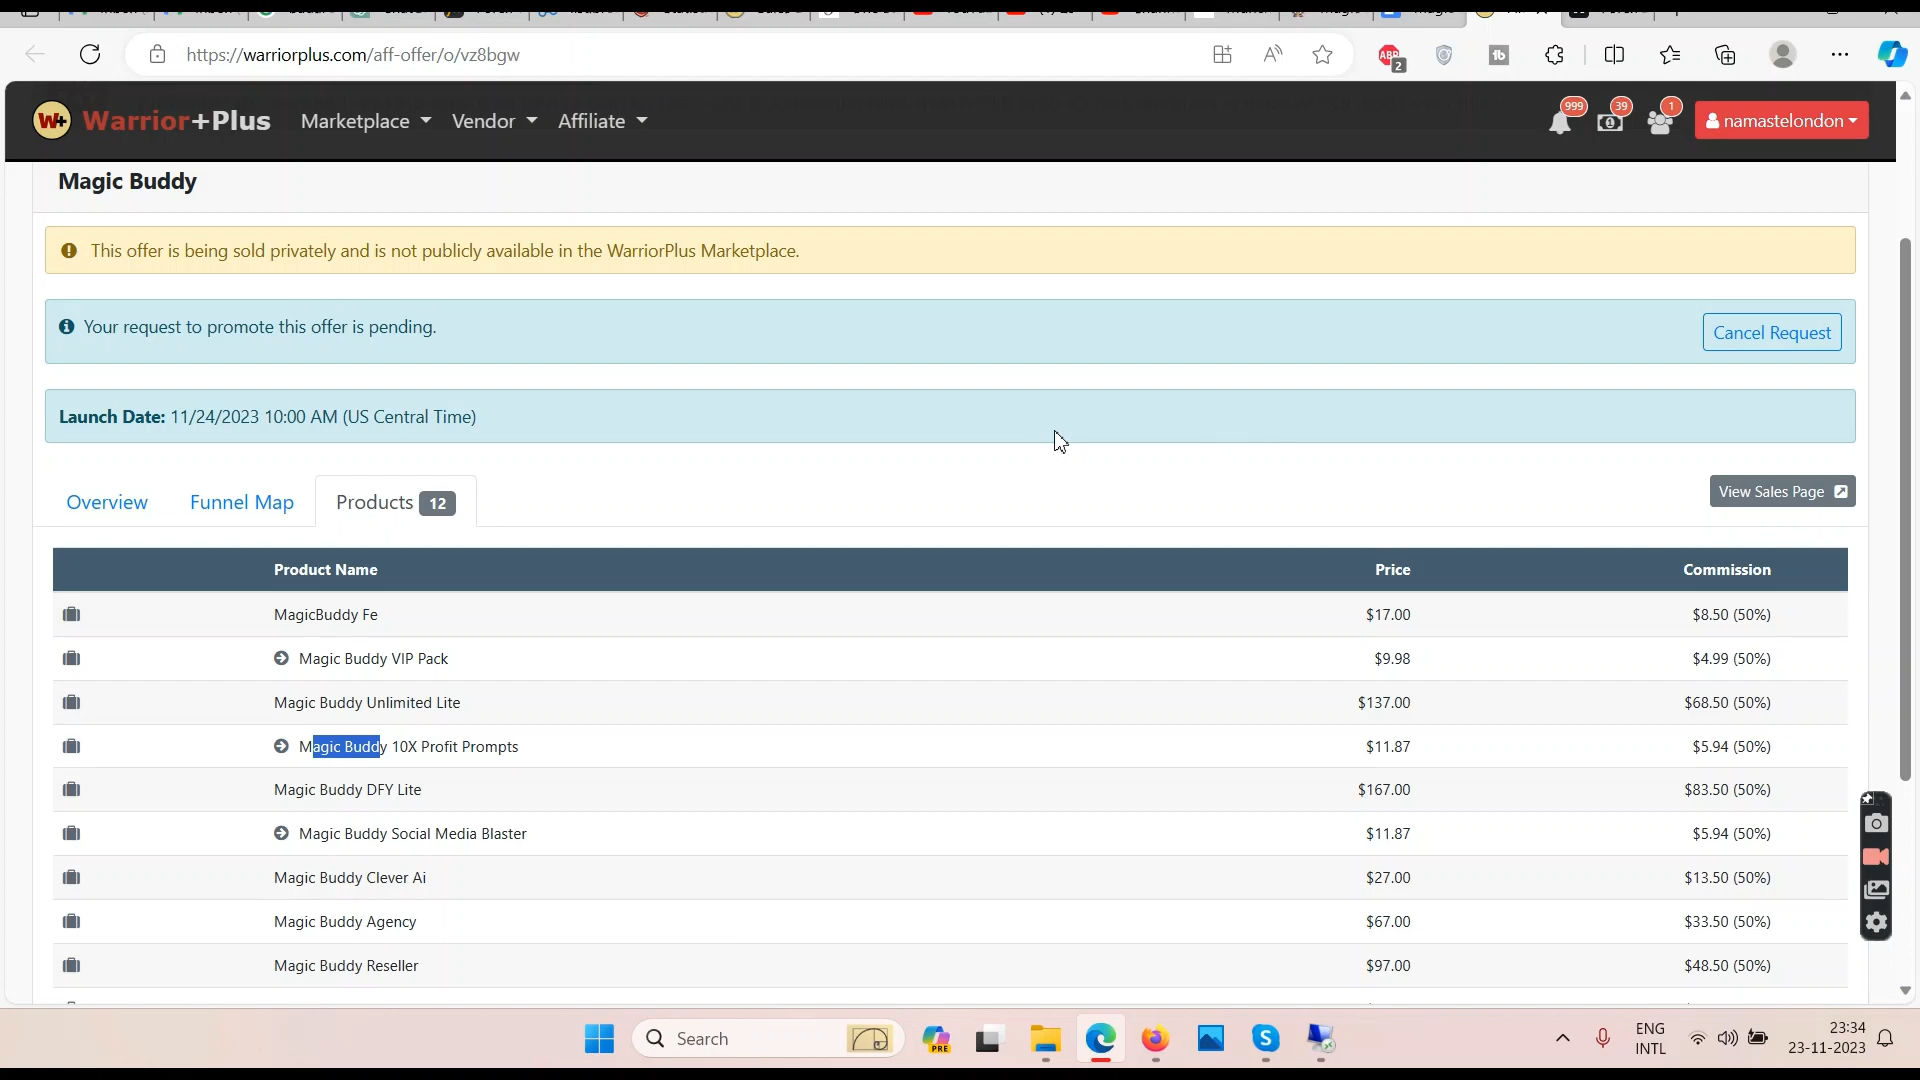 https://warriorplus.com/aff-offer/o/vz8bgw
ABP
2
tb
W+ Warrior+Plus
Marketplace
Vendor
Affiliate
999
39
1
namastelondon
Magic Buddy
This offer is being sold privately and is not publicly available in the WarriorPlus Marketplace.
Your request to promote this offer is pending.
Cancel Request
Launch Date: 11/24/2023 10:00 AM (US Central Time)
Overview
Funnel Map
Products 12
View Sales Page
Product Name Price Commission
MagicBuddy Fe $17.00 $8.50 (50%)
Magic Buddy VIP Pack $9.98 $4.99 (50%)
Magic Buddy Unlimited Lite $137.00 $68.50 (50%)
Magic Buddy 10X Profit Prompts $11.87 $5.94 (50%)
Magic Buddy DFY Lite $167.00 $83.50 (50%)
Magic Buddy Social Media Blaster $11.87 $5.94 (50%)
Magic Buddy Clever Ai $27.00 $13.50 (50%)
Magic Buddy Agency $67.00 $33.50 (50%)
Magic Buddy Reseller $97.00 $48.50 (50%)
Search
PRE
S
ENG
INTL
23:34
23-11-2023